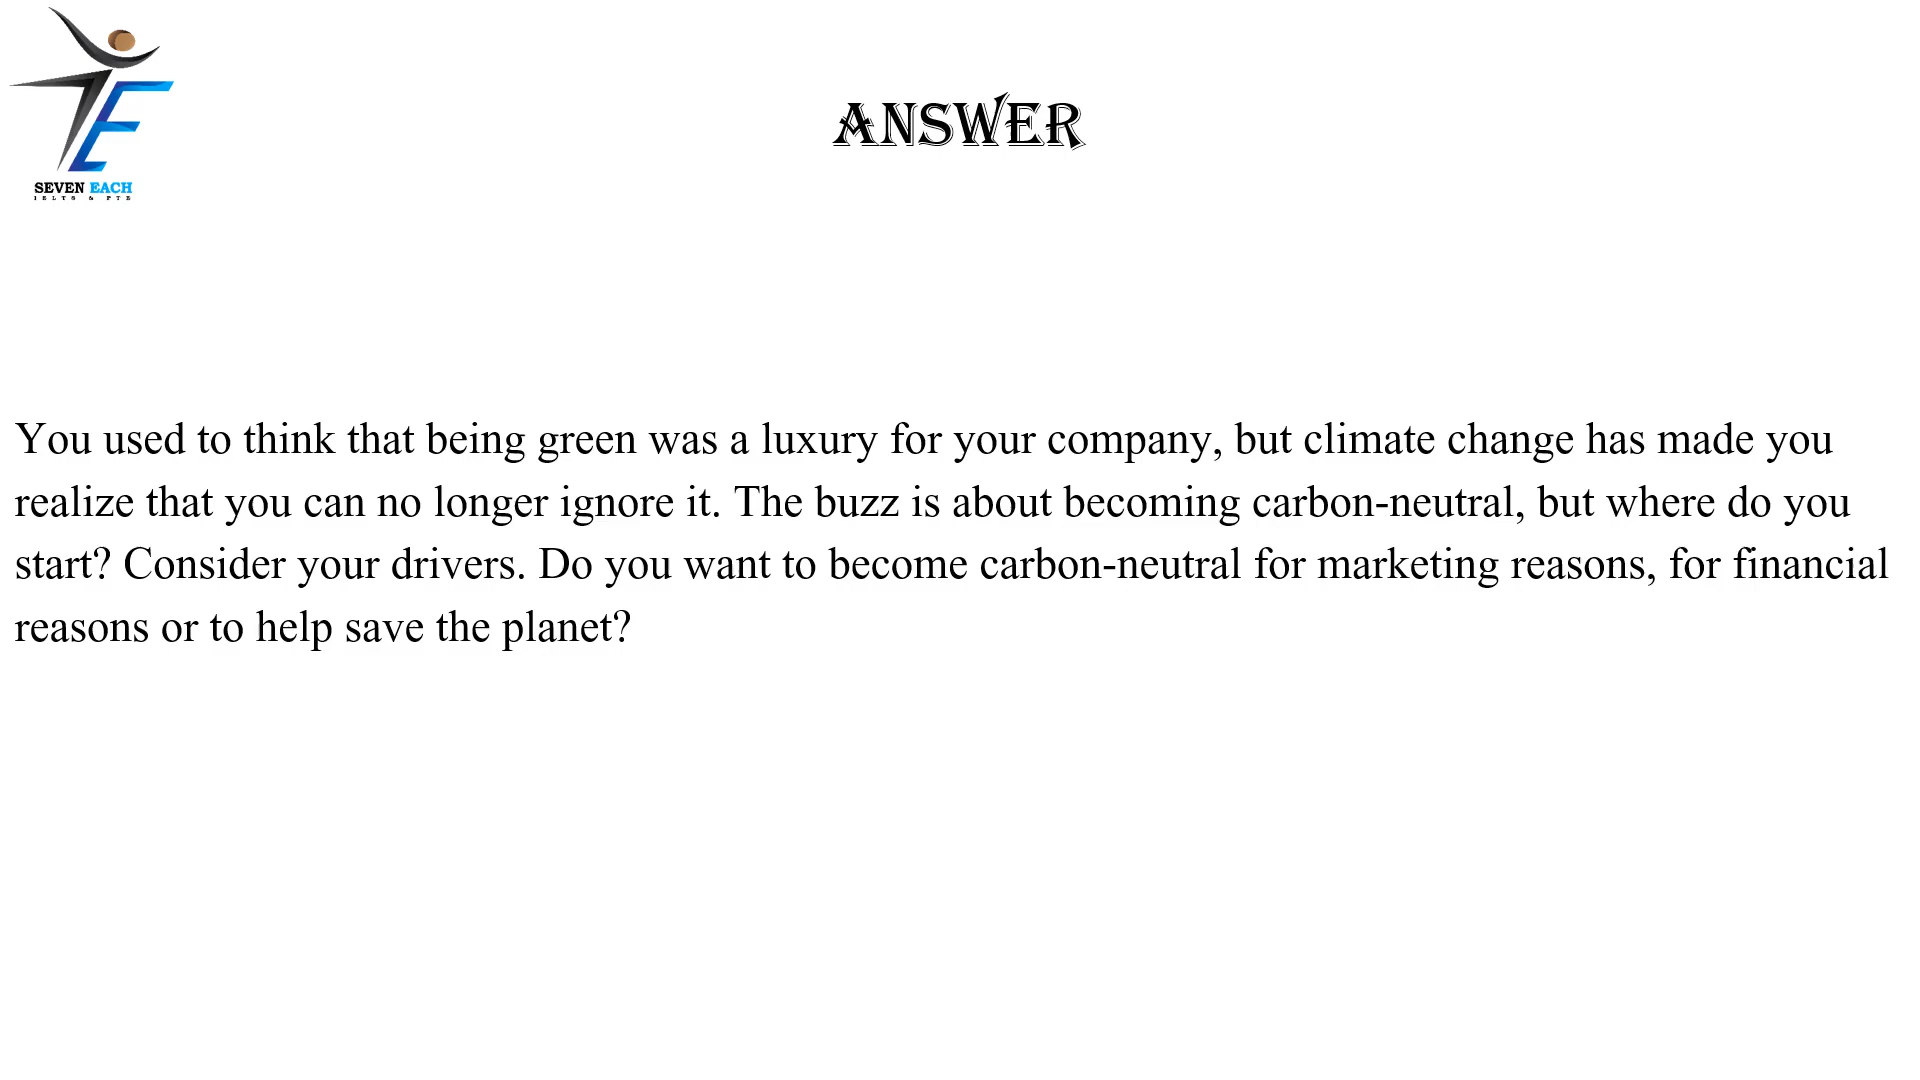 ANSWER
SEVEN EACH
IELTS & PTE
You used to think that being green was a luxury for your company, but climate change has made you
realize that you can no longer ignore it. The buzz is about becoming carbon-neutral, but where do you
start? Consider your drivers. Do you want to become carbon-neutral for marketing reasons, for financial
reasons or to help save the planet?